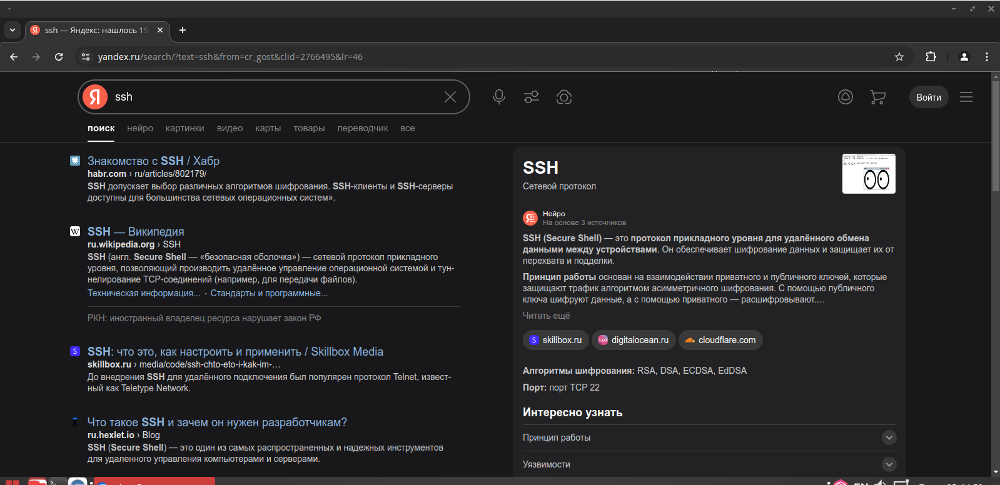 ssh — Яндекс: нашлось 19
yandex.ru/search/?text=ssh&from=cr_gost&clid=2766495&lr=46
Я ssh
Войти
поиск нейро картинки видео карты товары переводчик все
Знакомство с SSH / Хабр
habr.com › ru/articles/802179/
SSH допускает выбор различных алгоритмов шифрования. SSH-клиенты и SSH-серверы
доступны для большинства сетевых операционных систем».
SSH — Википедия
ru.wikipedia.org › SSH
SSH (англ. Secure Shell — «безопасная оболочка») — сетевой протокол прикладного
уровня, позволяющий производить удалённое управление операционной системой и тун-
нелирование TCP-соединений (например, для передачи файлов).
Техническая информация... · Стандарты и программные...
РКН: иностранный владелец ресурса нарушает закон РФ
SSH: что это, как настроить и применить / Skillbox Media
skillbox.ru › media/code/ssh-chto-eto-i-kak-im-...
До внедрения SSH для удалённого подключения был популярен протокол Telnet, извест-
ный как Teletype Network.
Что такое SSH и зачем он нужен разработчикам?
ru.hexlet.io › Blog
SSH (Secure Shell) — это один из самых распространенных и надежных инструментов
для удаленного управления компьютерами и серверами.
SSH
Сетевой протокол
Нейро
На основе 3 источников
SSH (Secure Shell) — это протокол прикладного уровня для удалённого обмена
данными между устройствами. Он обеспечивает шифрование данных и защищает их от
перехвата и подделки.
Принцип работы основан на взаимодействии приватного и публичного ключей, которые
защищают трафик алгоритмом асимметричного шифрования. С помощью публичного
ключа шифруют данные, а с помощью приватного — расшифровывают.…
Читать ещё
skillbox.ru digitalocean.ru cloudflare.com
Алгоритмы шифрования: RSA, DSA, ECDSA, EdDSA
Порт: порт TCP 22
Интересно узнать
Принцип работы
Уязвимости